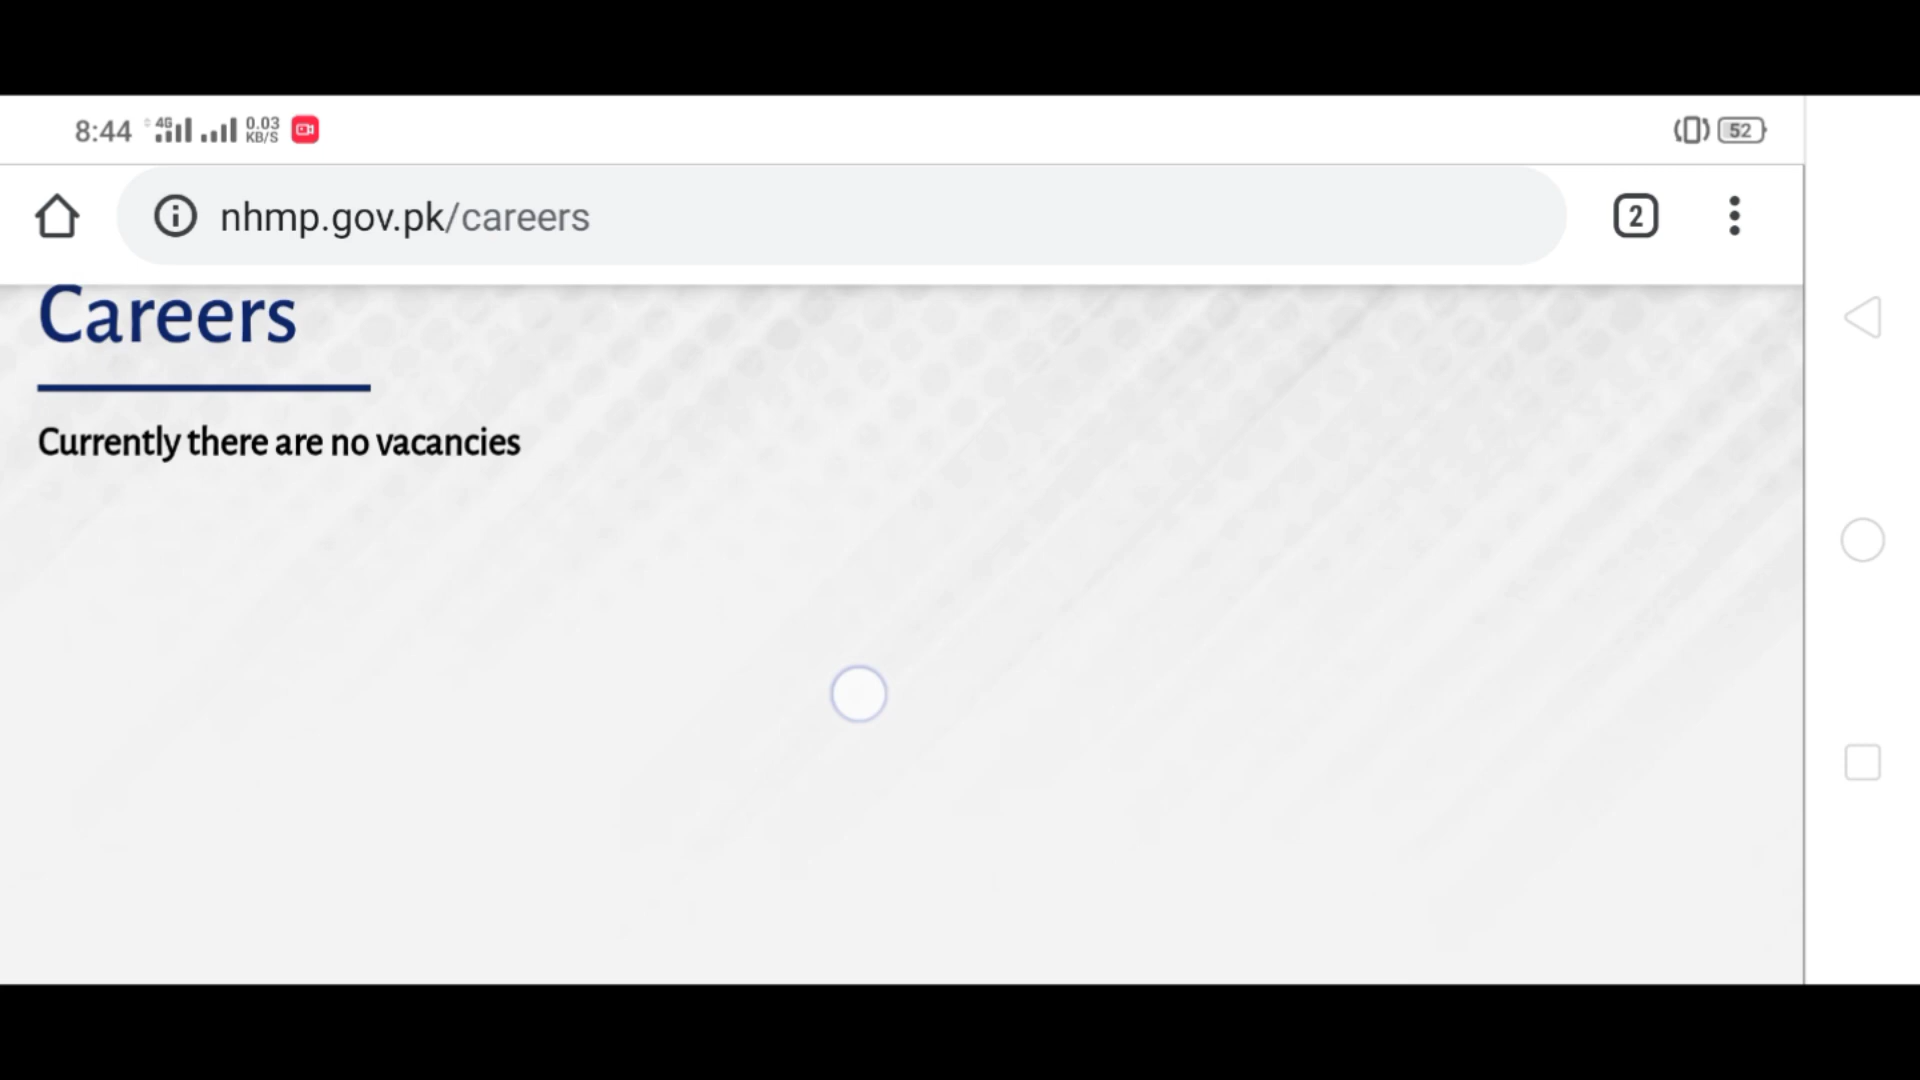 8:44 4G 0.03 KB/S 52
nhmp.gov.pk/careers 2
Careers
Currently there are no vacancies